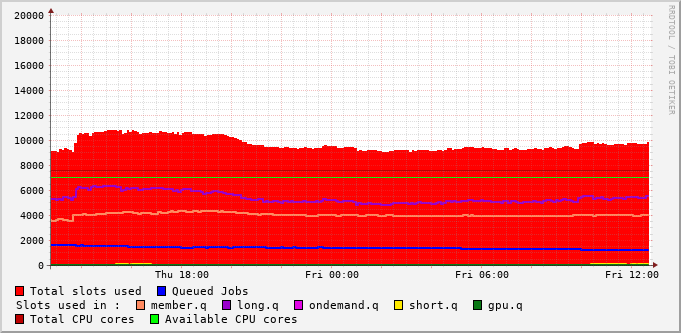 RRDTOOL / TOBI OETIKER
20000
18000
16000
14000
12000
10000
8000
6000
4000
2000
0
Thu 18:00 Fri 00:00 Fri 06:00 Fri 12:00
Total slots used Queued Jobs
Slots used in : member.q long.q ondemand.q short.q gpu.q
Total CPU cores Available CPU cores